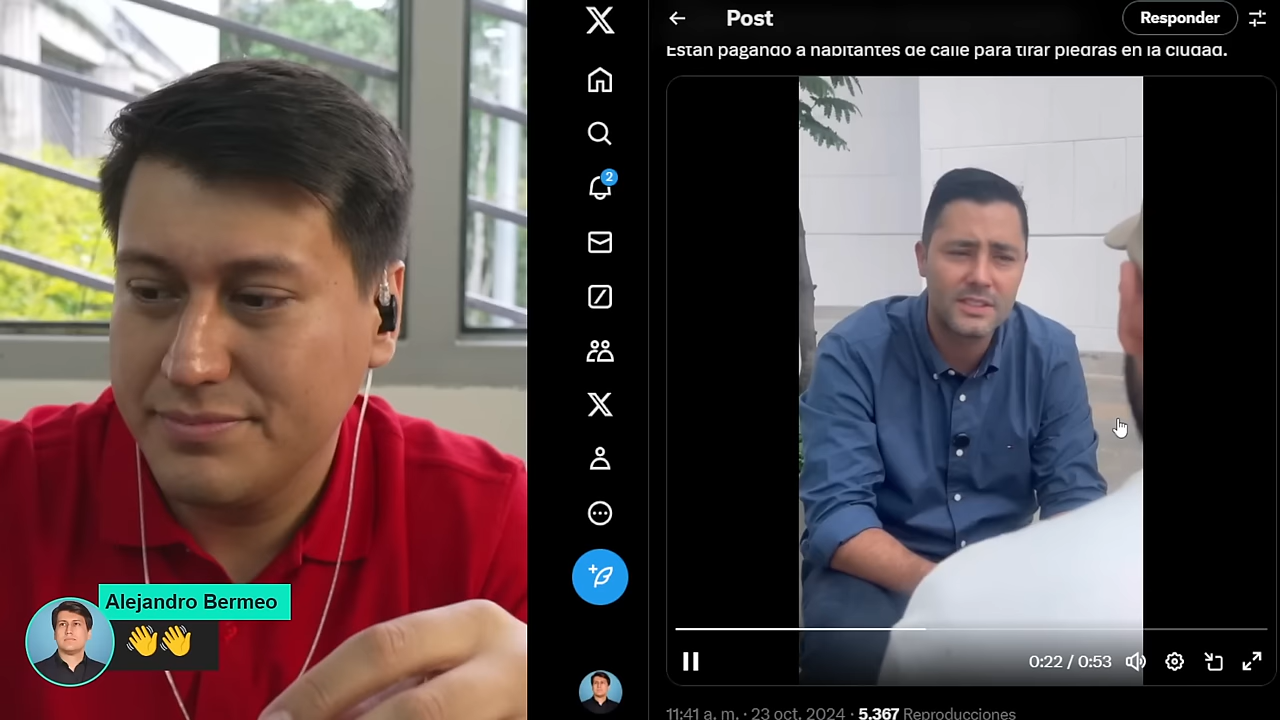 Post
Responder
Están pagando a habitantes de calle para tirar piedras en la ciudad.
2
Alejandro Bermeo
0:22 / 0:53
11:41 a. m. · 23 oct. 2024 · 5.367 Reproducciones